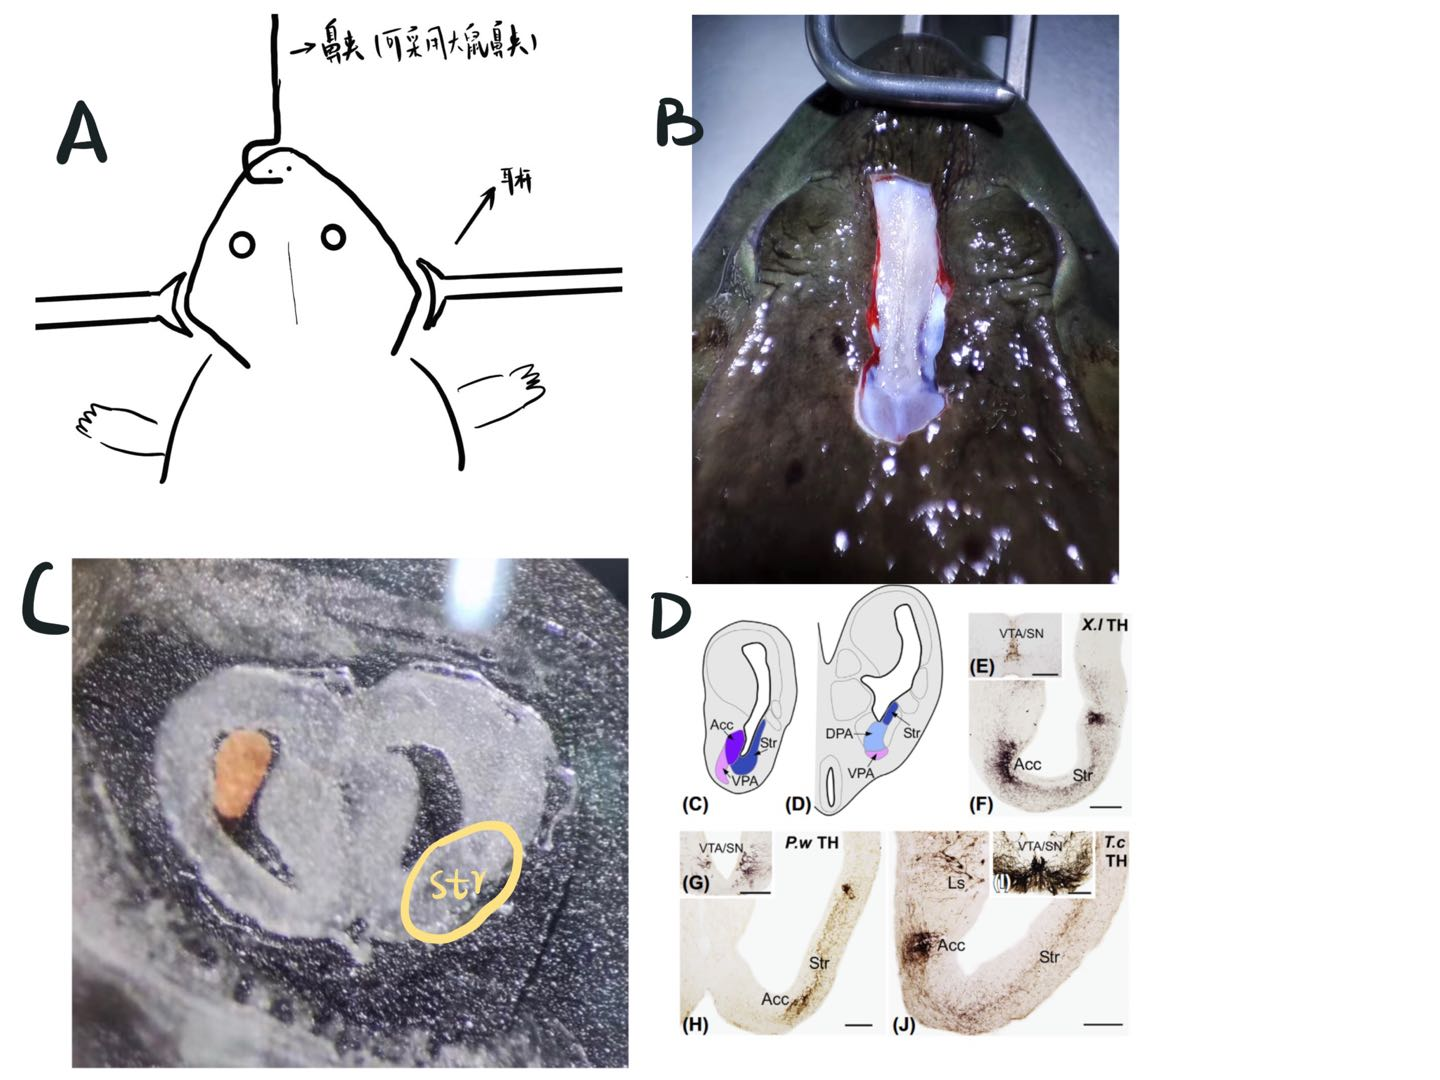 A
→鼻夹(可采用大鼠鼻夹)
耳杆
B
C
str
D
Acc
Str
VPA
(C)
DPA
Str
VPA
(D)
VTA/SN
(E)
X.l TH
Acc
Str
(F)
VTA/SN
(G)
P.w TH
Str
Acc
(H)
VTA/SN
(I)
T.c
TH
Ls
Acc
Str
(J)